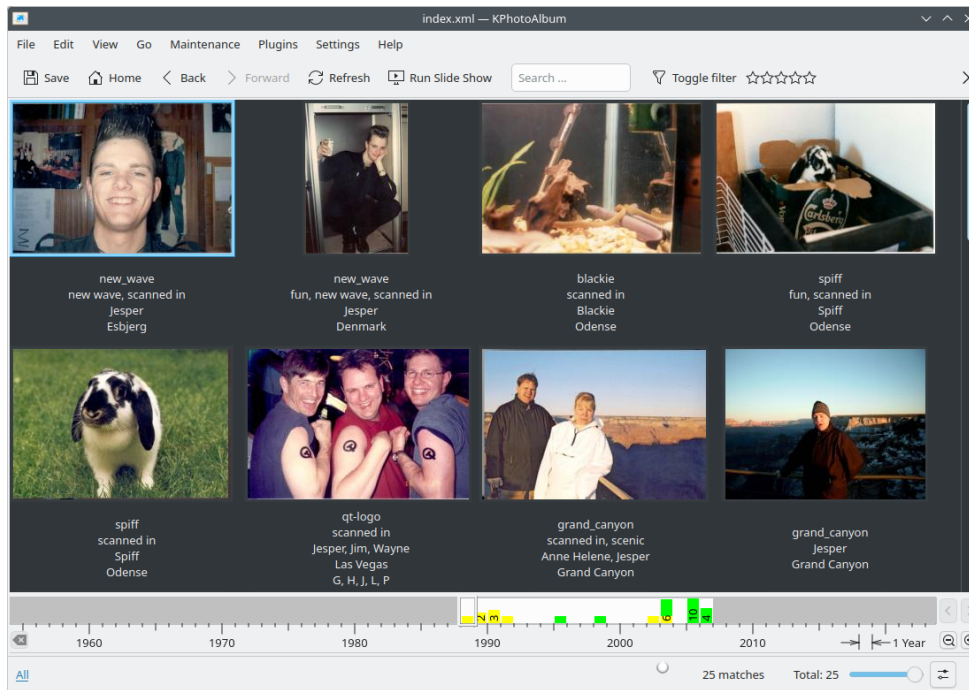 index.xml — KPhotoAlbum
File Edit View Go Maintenance Plugins Settings Help
Save Home Back Forward Refresh Run Slide Show Search ... Toggle filter
Carlsberg
new_wave
new wave, scanned in
Jesper
Esbjerg
new_wave
fun, new wave, scanned in
Jesper
Denmark
blackie
scanned in
Blackie
Odense
spiff
fun, scanned in
Spiff
Odense
spiff
scanned in
Spiff
Odense
qt-logo
scanned in
Jesper, Jim, Wayne
Las Vegas
G, H, J, L, P
grand_canyon
scanned in, scenic
Anne Helene, Jesper
Grand Canyon
grand_canyon
Jesper
Grand Canyon
2 3 6 10 4
1960 1970 1980 1990 2000 2010 1 Year
All 25 matches Total: 25